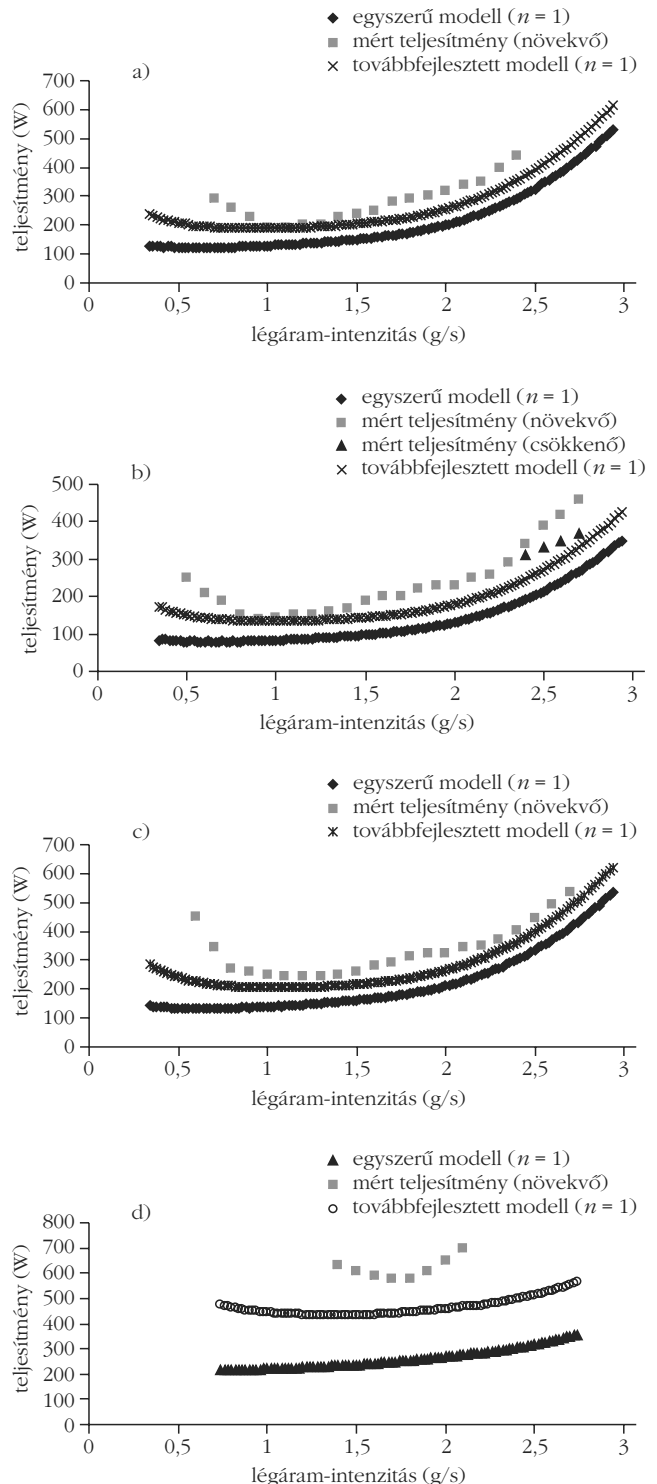 ◆ egyszerű modell (n = 1)
■ mért teljesítmény (növekvő)
× továbbfejlesztett modell (n = 1)
a)
700
600
500
400
300
200
100
0
teljesítmény (W)
0 0,5 1 1,5 2 2,5 3
légáram-intenzitás (g/s)
◆ egyszerű modell (n = 1)
■ mért teljesítmény (növekvő)
▲ mért teljesítmény (csökkenő)
× továbbfejlesztett modell (n = 1)
b)
500
400
300
200
100
0
teljesítmény (W)
0 0,5 1 1,5 2 2,5 3
légáram-intenzitás (g/s)
◆ egyszerű modell (n = 1)
■ mért teljesítmény (növekvő)
✳ továbbfejlesztett modell (n = 1)
c)
700
600
500
400
300
200
100
0
teljesítmény (W)
0 0,5 1 1,5 2 2,5 3
légáram-intenzitás (g/s)
▲ egyszerű modell (n = 1)
■ mért teljesítmény (növekvő)
○ továbbfejlesztett modell (n = 1)
d)
800
700
600
500
400
300
200
100
0
teljesítmény (W)
0 0,5 1 1,5 2 2,5 3
légáram-intenzitás (g/s)